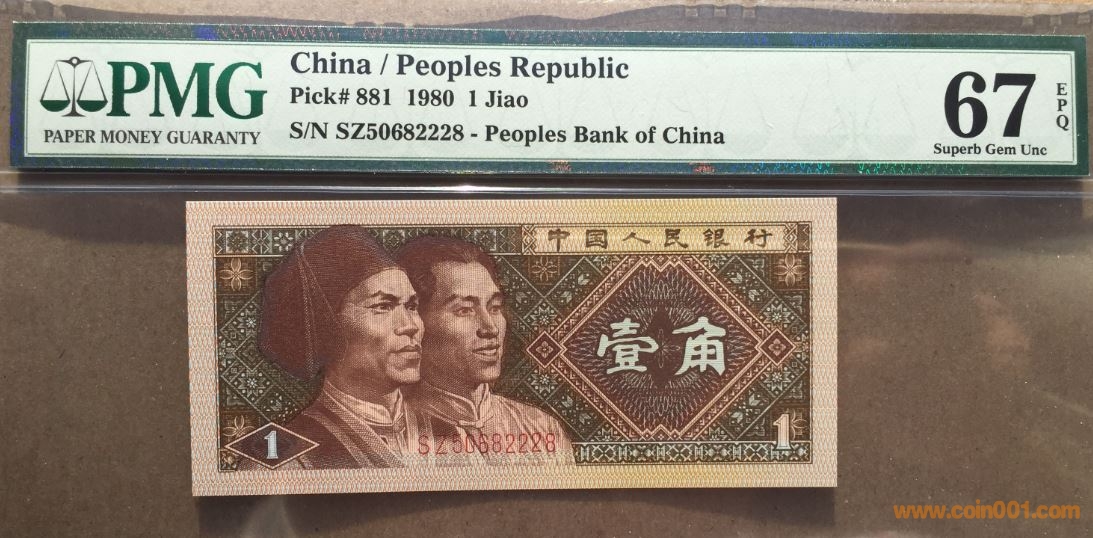 PMG
PAPER MONEY GUARANTY
China / Peoples Republic
Pick# 881 1980 1 Jiao
S/N SZ50682228 - Peoples Bank of China
67
EPQ
Superb Gem Unc
中国人民银行
壹角
1
SZ50682228
1
www.coin001.com